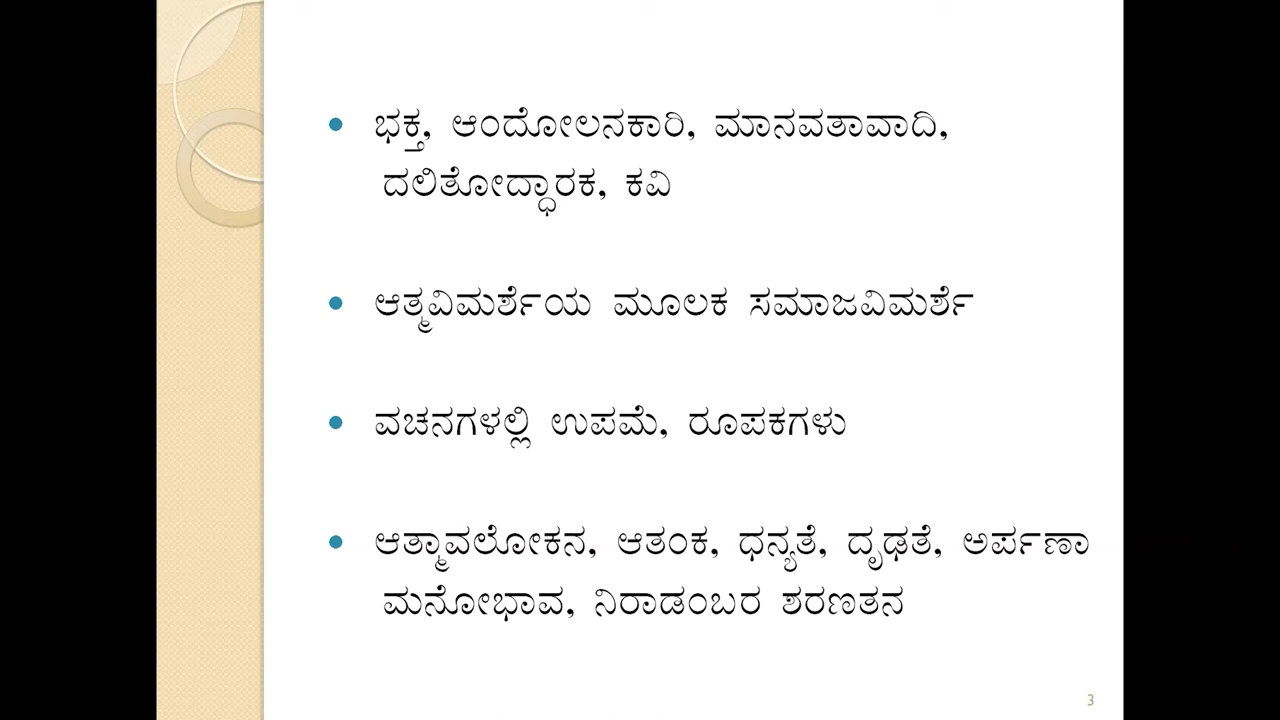 • ಭಕ್ತ, ಆಂದೋಲನಕಾರಿ, ಮಾನವತಾವಾದಿ,
ದಲಿತೋದ್ಧಾರಕ, ಕವಿ
• ಆತ್ಮವಿಮರ್ಶೆಯ ಮೂಲಕ ಸಮಾಜವಿಮರ್ಶೆ
• ವಚನಗಳಲ್ಲಿ ಉಪಮೆ, ರೂಪಕಗಳು
• ಆತ್ಮಾವಲೋಕನ, ಆತಂಕ, ಧನ್ಯತೆ, ದೃಢತೆ, ಅರ್ಪಣಾ
ಮನೋಭಾವ, ನಿರಾಡಂಬರ ಶರಣತನ
3